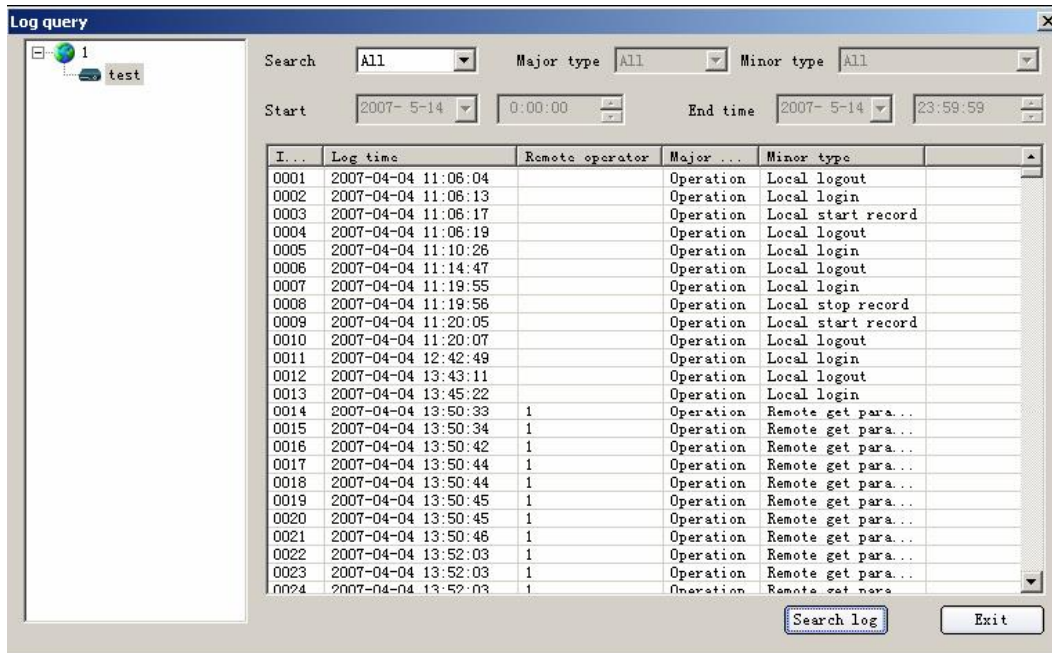 Log query
1
test
Search All Major type All Minor type All
Start 2007- 5-14 0:00:00 End time 2007- 5-14 23:59:59
I... Log time Remote operator Major ... Minor type
0001 2007-04-04 11:06:04 Operation Local logout
0002 2007-04-04 11:06:13 Operation Local login
0003 2007-04-04 11:06:17 Operation Local start record
0004 2007-04-04 11:06:19 Operation Local logout
0005 2007-04-04 11:10:26 Operation Local login
0006 2007-04-04 11:14:47 Operation Local logout
0007 2007-04-04 11:19:55 Operation Local login
0008 2007-04-04 11:19:56 Operation Local stop record
0009 2007-04-04 11:20:05 Operation Local start record
0010 2007-04-04 11:20:07 Operation Local logout
0011 2007-04-04 12:42:49 Operation Local login
0012 2007-04-04 13:43:11 Operation Local logout
0013 2007-04-04 13:45:22 Operation Local login
0014 2007-04-04 13:50:33 1 Operation Remote get para...
0015 2007-04-04 13:50:34 1 Operation Remote get para...
0016 2007-04-04 13:50:42 1 Operation Remote get para...
0017 2007-04-04 13:50:44 1 Operation Remote get para...
0018 2007-04-04 13:50:44 1 Operation Remote get para...
0019 2007-04-04 13:50:45 1 Operation Remote get para...
0020 2007-04-04 13:50:45 1 Operation Remote get para...
0021 2007-04-04 13:50:46 1 Operation Remote get para...
0022 2007-04-04 13:52:03 1 Operation Remote get para...
0023 2007-04-04 13:52:03 1 Operation Remote get para...
0024 2007-04-04 13:52:03 1 Operation Remote get para
Search log Exit